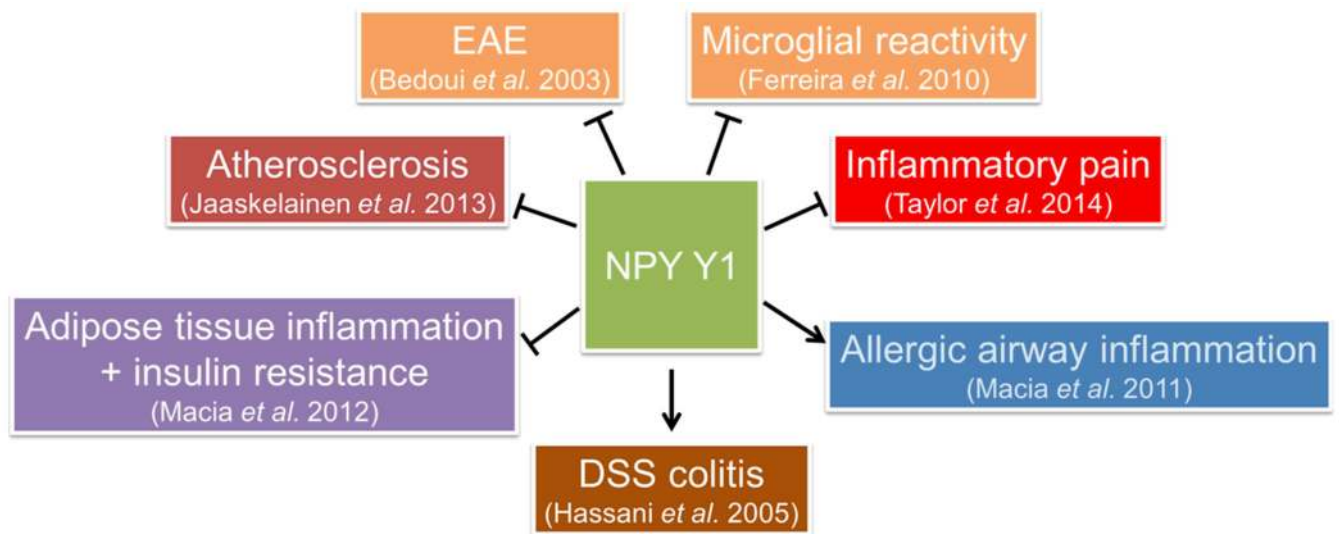 EAE
(Bedoui et al. 2003)
Microglial reactivity
(Ferreira et al. 2010)
Atherosclerosis
(Jaaskelainen et al. 2013)
Inflammatory pain
(Taylor et al. 2014)
NPY Y1
Adipose tissue inflammation
+ insulin resistance
(Macia et al. 2012)
Allergic airway inflammation
(Macia et al. 2011)
DSS colitis
(Hassani et al. 2005)